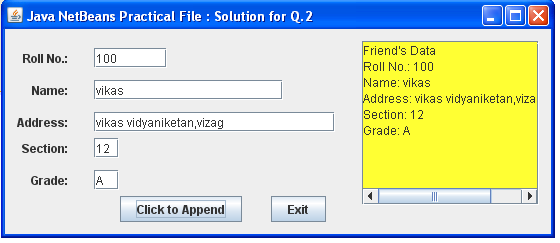 Java NetBeans Practical File : Solution for Q.2
Roll No.: 100
Name: vikas
Address: vikas vidyaniketan,vizag
Section: 12
Grade: A
Click to Append Exit
Friend's Data
Roll No.: 100
Name: vikas
Address: vikas vidyaniketan,viza
Section: 12
Grade: A